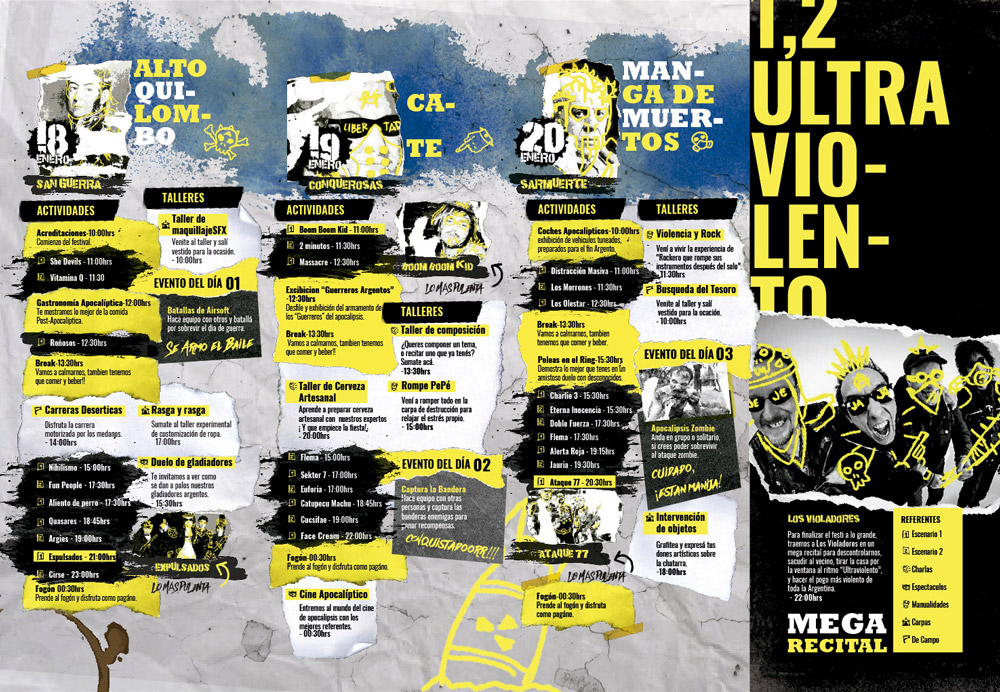 ALTO
QUI-
LOM-
BO
18
ENERO
SAN GUERRA
ACTIVIDADES
Acreditaciones-10:00hrs
Comienzo del festival.
She Devils - 11:00hrs
Vitamina Q - 11:30
Gastronomía Apocalíptica-12:00hrs
Te mostramos lo mejor de la comida
Post-Apocalíptica.
Roñosos - 12:30hrs
Break-13:30hrs
Vamos a calmarnos, tambien tenemos
que comer y beber!!
Carreras Deserticas
Disfruta la carrera
motorizada por los medanos.
- 14:00hrs
Nihilismo - 15:00hrs
Fun People - 17:30hrs
Aliento de perro - 17:30hrs
Quasares - 18:45hrs
Argies - 19:00hrs
Expulsados - 21:00hrs
Cirse - 23:00hrs
Fogón 00:30hrs
Prende al fogón y disfruta como pagáno.
TALLERES
Taller de
maquillajeSFX
Venite al taller y salí
vestido para la ocasión.
- 10:00hrs
EVENTO DEL DÍA 01
Batallas de Airsoft
Hace equipo con otros y batallá
por sobrevir el dia de guerra.
SE ARMO EL BAILE
Rasga y rasga
Sumate al taller experimental
de customización de ropa.
17:00hrs
Duelo de gladiadores
Te invitamos a ver como
se dan a palos nuestros
gladiadores argentos.
- 15:30hrs
EXPULSADOS
LO MAS PULENTA
CA-
TE
19
ENERO
LIBER TAD
CONQUEROSAS
ACTIVIDADES
Boom Boom Kid - 11:00hrs
2 minutos - 11:30hrs
Massacre - 12:30hrs
BOOM BOOM KID
LO MAS PULENTA
Excibicion "Guerreros Argentos"
-12:30hrs
Desfile y exhibición del armamento de
los "Guerreros" del apocalipsis.
Break-13:30hrs
Vamos a calmarnos, tambien tenemos
que comer y beber!!
TALLERES
Taller de composición
¿Queres componer un tema,
o recitar uno que ya tenés?
Sumate acá.
-13:30hrs
Taller de Cerveza
Artesanal
Aprende a preparar cerveza
artesanal con nuestros expertos
¡ Y que empiece la fiesta!
- 20:00hrs
Rompe PePé
Vení a romper todo en la
carpa de destrucción para
relajar el estrés propio.
- 15:00hrs
Flema - 15:00hrs
Sektor 7 - 17:00hrs
Euforia - 17:00hrs
Catupecu Machu - 18:45hrs
Cucsifae - 19:00hrs
Face Cream - 22:00hrs
EVENTO DEL DÍA 02
Captura la Bandera
Hace equipo con otras
personas y captura las
banderas enemigas para
ganar recompensas.
CONQUISTADOORRR!!!
Fogón-00:30hrs
Prende al fogón y disfruta como pagáno.
Cine Apocalíptico
Entremos al mundo del cine
de apocalipsis con los
mejores referentes.
- 00:30hrs
MAN-
GA DE
MUER-
TOS
20
ENERO
SARMUERTE
ACTIVIDADES
Coches Apocalipticos-10:00hrs
exhibición de vehículos tuneados,
preparados para el fin Argenta.
Distracción Masiva - 11:00hrs
Los Morrones - 11:30hrs
Los Olestar - 12:30hrs
Break-13:30hrs
Vamos a calmarnos, tambien
tenemos que comer y beber!
Peleas en el Ring-15:30hrs
Demostra lo mejor que tenes en un
amistoso duelo con desconocidos.
Charlie 3 - 15:30hrs
Eterna Inocencia - 15:30hrs
Doble Fuerza - 17:30hrs
Flema - 17:30hrs
Alerta Roja - 19:15hrs
Jauria - 19:30hrs
Ataque 77 - 20:30hrs
ATAQUE 77
LO MAS PULENTA
Fogón-00:30hrs
Prende al fogón y disfruta
como pagáno.
TALLERES
Violencia y Rock
Vení a vivir la experiencia de
"Rockero que rompe sus
instrumentos después del solo".
-11:30hrs
Busqueda del Tesoro
Venite al taller y salí
vestido para la ocación.
- 10:00hrs
EVENTO DEL DÍA 03
Apocalipsis Zombie
Anda en grupo o solitario,
si crees poder sobrevivir
al ataque zombie.
CUIDADO,
¡ESTAN MANIJA!
Intervención
de objetos
Grafitea y expresá tus
dones artísticos sobre
la chatarra.
-18:00hrs
1,2
ULTRA
VIO-
LEN-
TO
LOS VIOLADORES
Para finalizar el festi a lo grande,
traemos a Los Violadores en un
mega recital para descontrolarnos,
sacudir al vecino, tirar la casa por
la ventana al ritmo "Ultraviolento",
y hacer el pogo más violento de
toda la Argentina.
- 22:00hrs
MEGA
RECITAL
REFERENTES
Escenario 1
Escenario 2
Charlas
Espectaculos
Manualidades
Carpas
De Campo